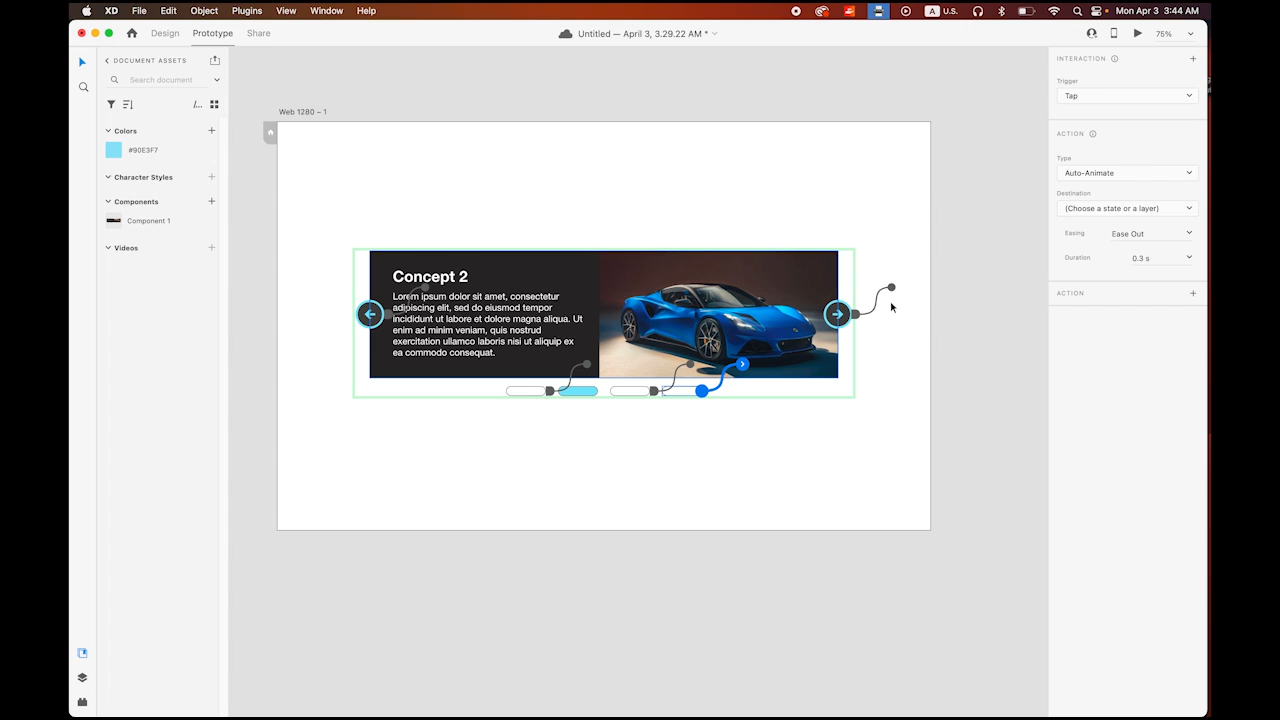 XD File Edit Object Plugins View Window Help
A U.S. Mon Apr 3 3:44 AM
Design Prototype Share
Untitled — April 3, 3.29.22 AM *
75%
DOCUMENT ASSETS
Search document
/...
Colors
#90E3F7
Character Styles
Components
Component 1
Videos
Web 1280 – 1
Concept 2
Lorem ipsum dolor sit amet, consectetur
adipiscing elit, sed do eiusmod tempor
incididunt ut labore et dolore magna aliqua. Ut
enim ad minim veniam, quis nostrud
exercitation ullamco laboris nisi ut aliquip ex
ea commodo consequat.
INTERACTION
Trigger
Tap
ACTION
Type
Auto-Animate
Destination
(Choose a state or a layer)
Easing Ease Out
Duration 0.3 s
ACTION